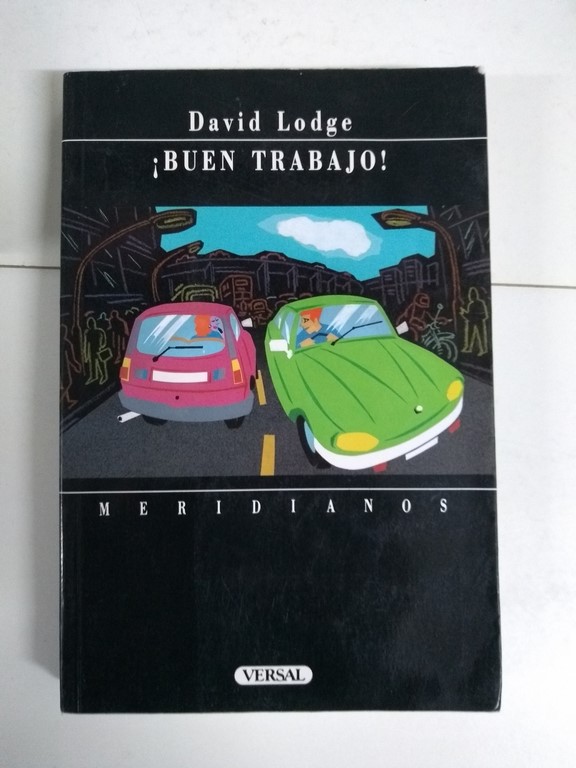 David Lodge
¡BUEN TRABAJO!
MERIDIANOS
VERSAL